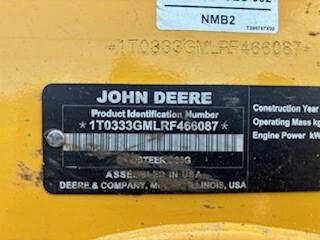 NMB2
T398787X00
*1T0333GMLRF466087*
JOHN DEERE
Product Identification Number
*1T0333GMLRF466087*
ASSEMBLED IN USA
DEERE & COMPANY, ILLINOIS, USA
Construction Year
Operating Mass kg
Engine Power kW